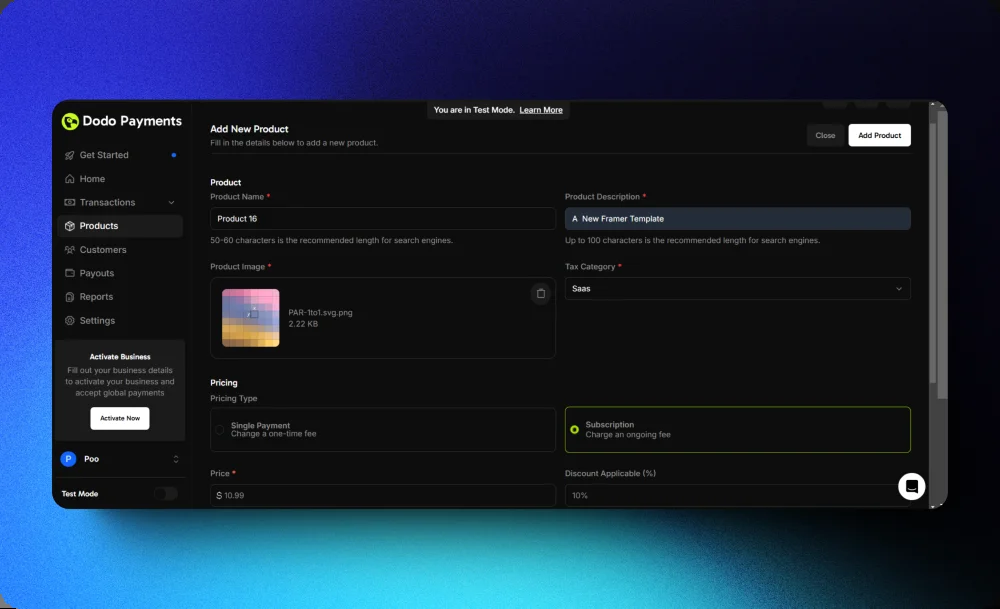 You are in Test Mode. Learn More
Dodo Payments
Get Started
Home
Transactions
Products
Customers
Payouts
Reports
Settings
Activate Business
Fill out your business details
to activate your business and
accept global payments
Activate Now
P Poo
Test Mode
Add New Product
Fill in the details below to add a new product.
Close
Add Product
Product
Product Name *
Product 16
50-60 characters is the recommended length for search engines.
Product Description *
A New Framer Template
Up to 100 characters is the recommended length for search engines.
Product Image *
PAR-1to1.svg.png
2.22 KB
Tax Category *
Saas
Pricing
Pricing Type
Single Payment
Change a one-time fee
Subscription
Charge an ongoing fee
Price *
$ 10.99
Discount Applicable (%)
10%